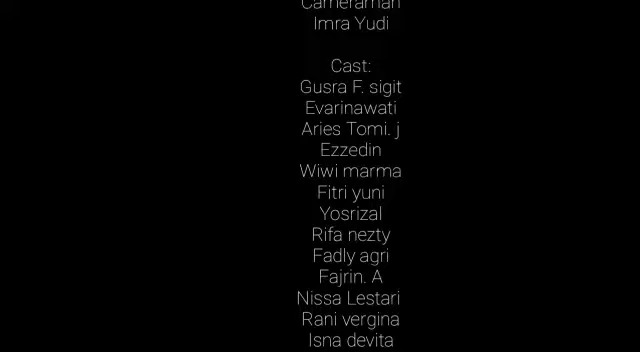 Cameraman
Imra Yudi
Cast:
Gusra F. sigit
Evarinawati
Aries Tomi. j
Ezzedin
Wiwi marma
Fitri yuni
Yosrizal
Rifa nezty
Fadly agri
Fajrin. A
Nissa Lestari
Rani vergina
Isna devita